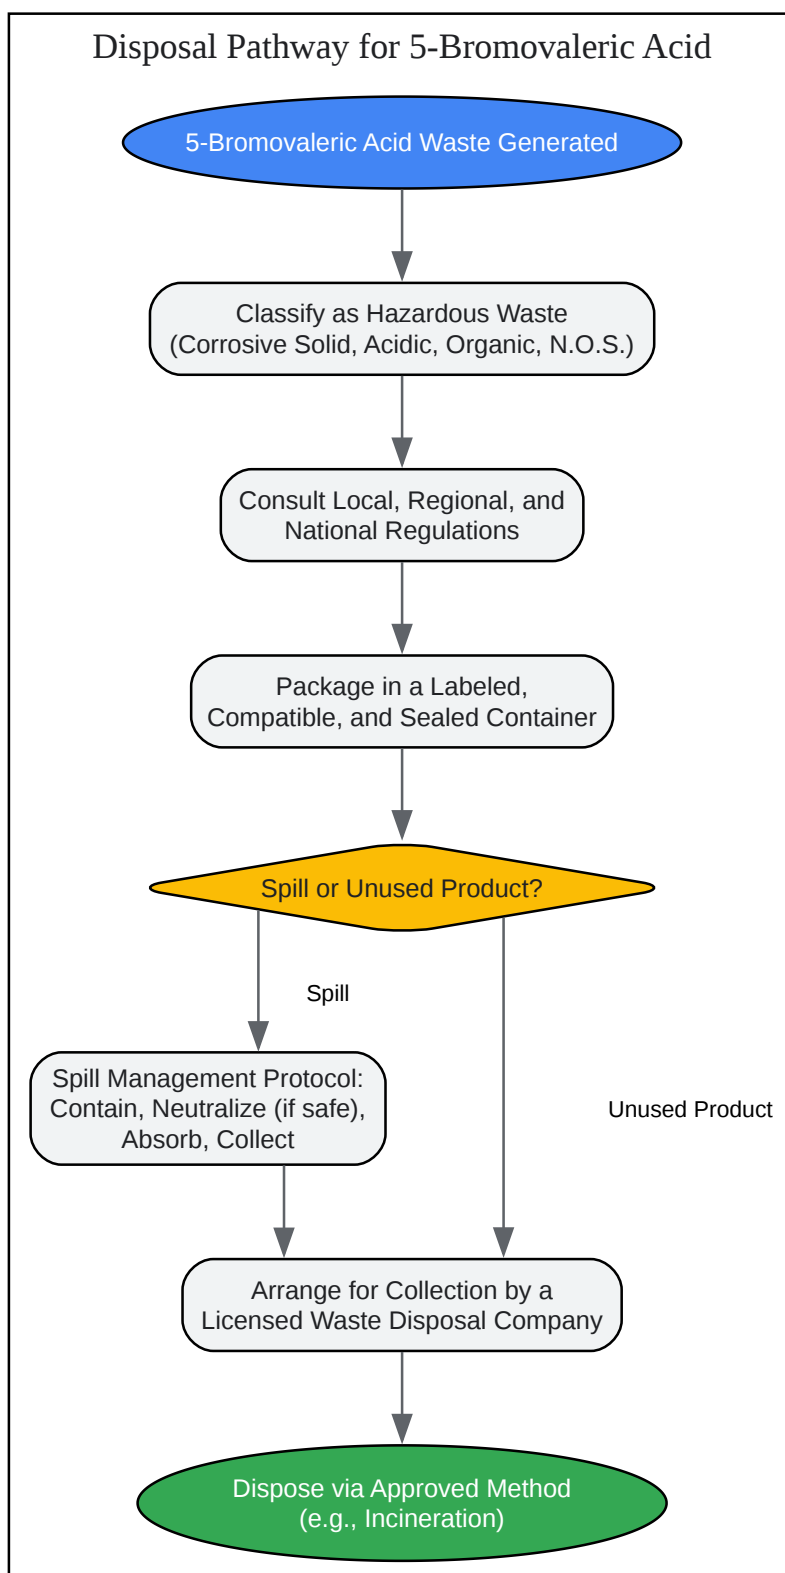 Disposal Pathway for 5-Bromovaleric Acid
5-Bromovaleric Acid Waste Generated
Classify as Hazardous Waste
(Corrosive Solid, Acidic, Organic, N.O.S.)
Consult Local, Regional, and
National Regulations
Package in a Labeled,
Compatible, and Sealed Container
Spill or Unused Product?
Spill
Spill Management Protocol:
Contain, Neutralize (if safe),
Absorb, Collect
Unused Product
Arrange for Collection by a
Licensed Waste Disposal Company
Dispose via Approved Method
(e.g., Incineration)